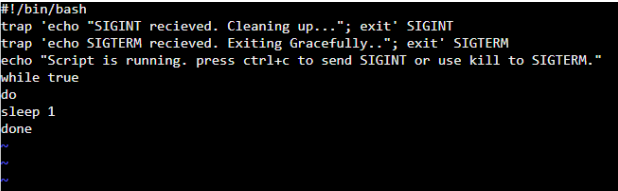 #!/bin/bash
trap 'echo "SIGINT recieved. Cleaning up..."; exit' SIGINT
trap 'echo SIGTERM recieved. Exiting Gracefully.."; exit' SIGTERM
echo "Script is running. press ctrl+c to send SIGINT or use kill to SIGTERM."
while true
do
sleep 1
done
~
~
~